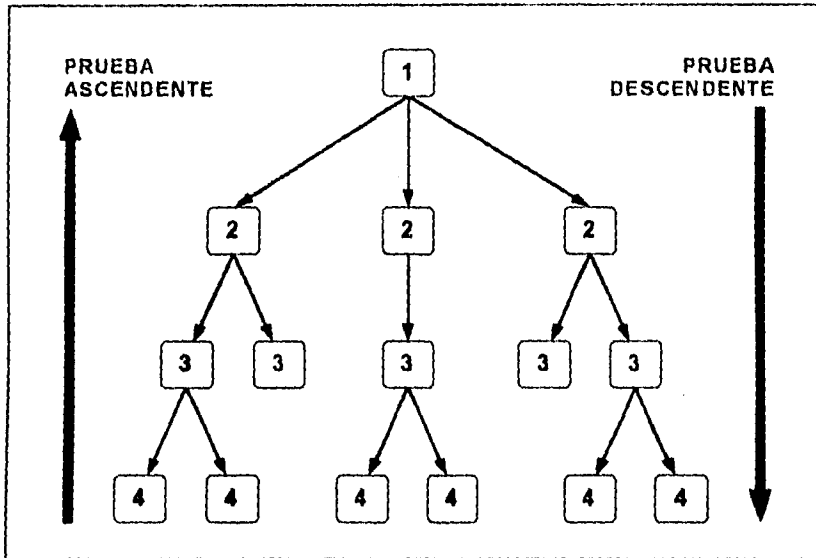 PRUEBA
ASCENDENTE
1
PRUEBA
DESCENDENTE
2 2 2
3 3 3 3 3
4 4 4 4 4 4